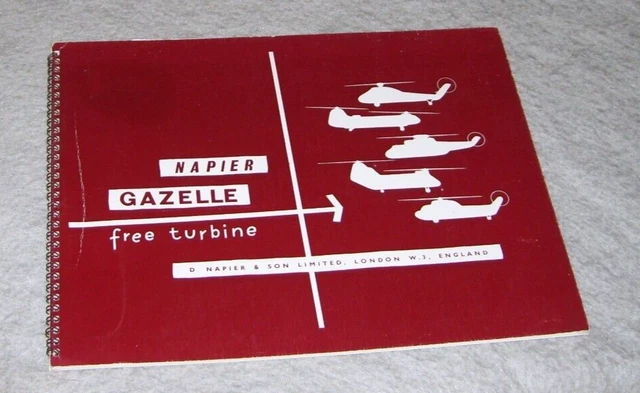 NAPIER
GAZELLE
free turbine
D NAPIER & SON LIMITED, LONDON W.3, ENGLAND